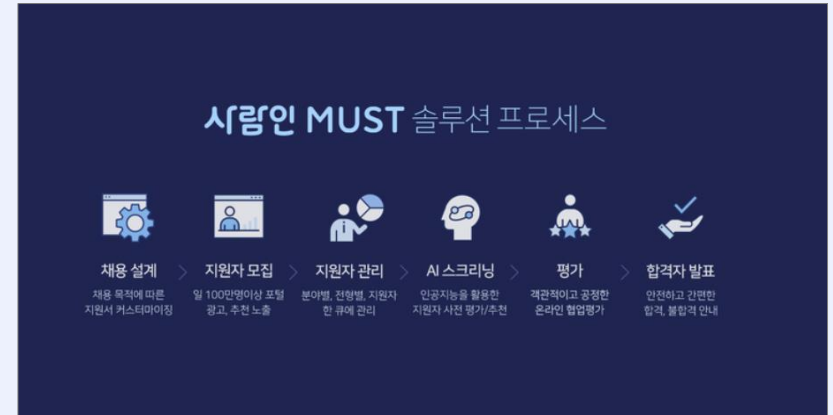 사람인 MUST 솔루션 프로세스
채용 설계
채용 목적에 따른
지원서 커스터마이징
지원자 모집
일 100만명이상 포털
광고, 추천 노출
지원자 관리
분야별, 전형별, 지원자
한 큐에 관리
AI 스크리닝
인공지능을 활용한
지원자 사전 평가/추천
평가
객관적이고 공정한
온라인 협업평가
합격자 발표
안전하고 간편한
합격, 불합격 안내